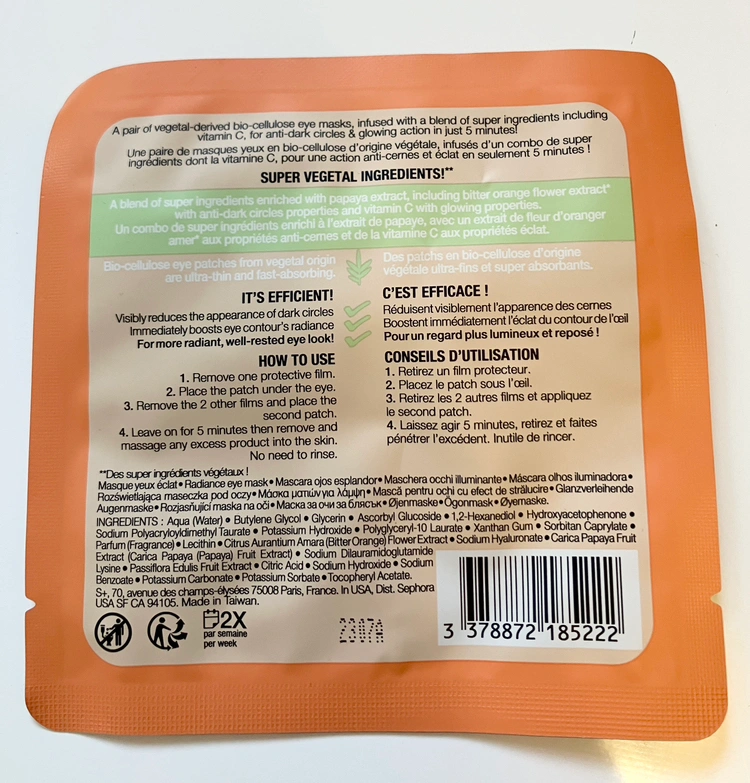 A pair of vegetal-derived bio-cellulose eye masks, infused with a blend of super ingredients including
vitamin C, for anti-dark circles & glowing action in just 5 minutes!
Une paire de masques yeux en bio-cellulose d'origine végétale, infusés d'un combo de super
ingrédients dont la vitamine C, pour une action anti-cernes et éclat en seulement 5 minutes !
SUPER VEGETAL INGREDIENTS!**
A blend of super ingredients enriched with papaya extract, including bitter orange flower extract*
with anti-dark circles properties and vitamin C with glowing properties.
Un combo de super ingrédients enrichi à l'extrait de papaye, avec un extrait de fleur d'oranger
amer* aux propriétés anti-cernes et de la vitamine C aux propriétés éclat.
Bio-cellulose eye patches from vegetal origin
are ultra-thin and fast-absorbing.
Des patchs en bio-cellulose d'origine
végétale ultra-fins et super absorbants.
IT'S EFFICIENT!
Visibly reduces the appearance of dark circles
Immediately boosts eye contour's radiance
For more radiant, well-rested eye look!
C'EST EFFICACE !
Réduisent visiblement l'apparence des cernes
Boostent immédiatement l'éclat du contour de l'œil
Pour un regard plus lumineux et reposé !
HOW TO USE
1. Remove one protective film.
2. Place the patch under the eye.
3. Remove the 2 other films and place the
second patch.
4. Leave on for 5 minutes then remove and
massage any excess product into the skin.
No need to rinse.
CONSEILS D'UTILISATION
1. Retirez un film protecteur.
2. Placez le patch sous l'œil.
3. Retirez les 2 autres films et appliquez
le second patch.
4. Laissez agir 5 minutes, retirez et faites
pénétrer l'excédent. Inutile de rincer.
**Des super ingrédients végétaux !
Masque yeux éclat • Radiance eye mask • Mascara ojos esplandor • Maschera occhi illuminante • Máscara olhos iluminadora •
Rozświetlająca maseczka pod oczy • Μάσκα ματιών για λάμψη • Mască pentru ochi cu efect de strălucire • Glanzverleihende
Augenmaske • Rozjasňující maska na oči • Маска за очи за блясък • Øjenmaske • Ögonmask • Øyemaske.
INGREDIENTS : Aqua (Water) • Butylene Glycol • Glycerin • Ascorbyl Glucoside • 1,2-Hexanediol • Hydroxyacetophenone •
Sodium Polyacryloyldimethyl Taurate • Potassium Hydroxide • Polyglyceryl-10 Laurate • Xanthan Gum • Sorbitan Caprylate •
Parfum (Fragrance) • Lecithin • Citrus Aurantium Amara (Bitter Orange) Flower Extract • Sodium Hyaluronate • Carica Papaya Fruit
Extract (Carica Papaya (Papaya) Fruit Extract) • Sodium Dilauramidoglutamide
Lysine • Passiflora Edulis Fruit Extract • Citric Acid • Sodium Hydroxide • Sodium
Benzoate • Potassium Carbonate • Potassium Sorbate • Tocopheryl Acetate.
S+, 70, avenue des champs-élysées 75008 Paris, France. In USA, Dist. Sephora
USA SF CA 94105. Made in Taiwan.
2X
par semaine
per week
2307A
3 378872 185222